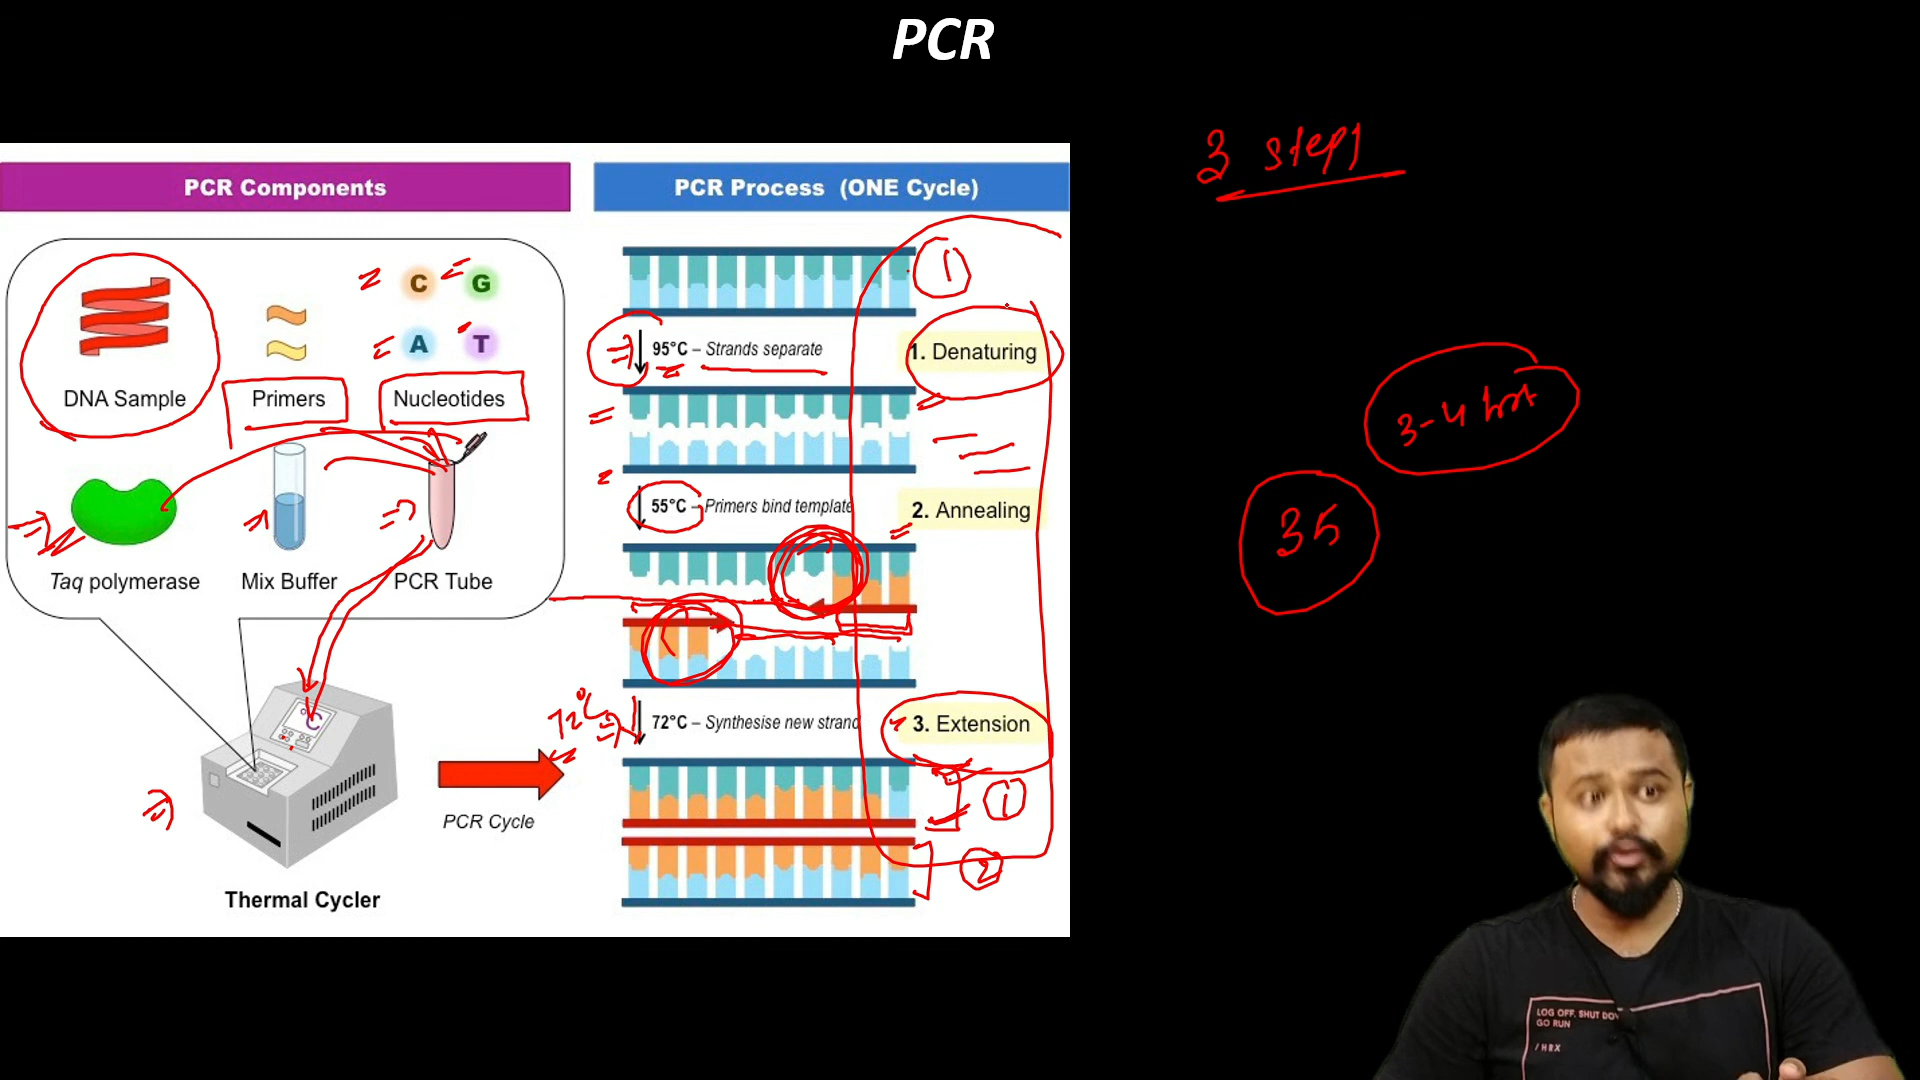 PCR
3 steps
PCR Components
PCR Process (ONE Cycle)
C G
A T
DNA Sample
Primers
Nucleotides
Taq polymerase
Mix Buffer
PCR Tube
Thermal Cycler
PCR Cycle
1
95°C – Strands separate
1. Denaturing
55°C – Primers bind template
2. Annealing
72°C
72°C – Synthesise new strand
3. Extension
1
2
3-4 hrs
35
LOG OFF. SHUT DOWN
GO RUN
/HRX